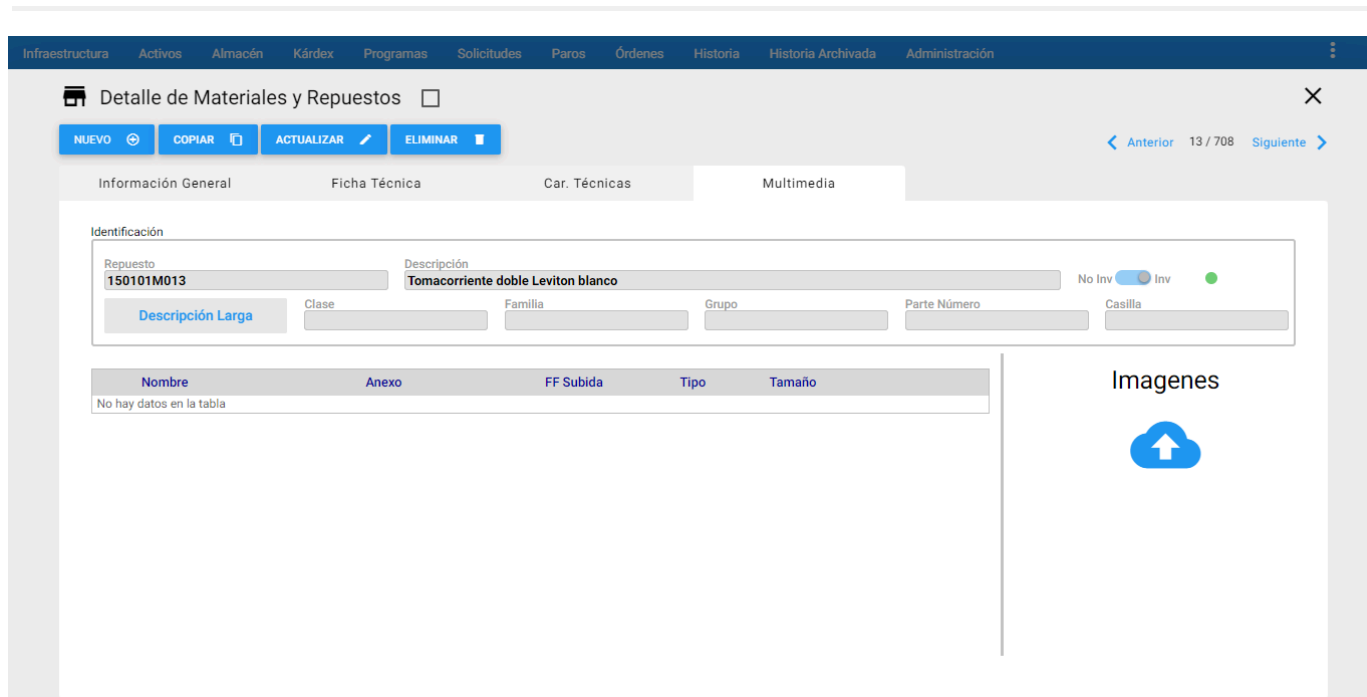 Infraestructura Activos Almacén Kárdex Programas Solicitudes Paros Órdenes Historia Historia Archivada Administración
Detalle de Materiales y Repuestos
NUEVO COPIAR ACTUALIZAR ELIMINAR Anterior 13 / 708 Siguiente
Información General Ficha Técnica Car. Técnicas Multimedia
Identificación
Repuesto Descripción
150101M013 Tomacorriente doble Leviton blanco No Inv Inv
Clase Familia Grupo Parte Número Casilla
Descripción Larga
Nombre Anexo FF Subida Tipo Tamaño Imagenes
No hay datos en la tabla